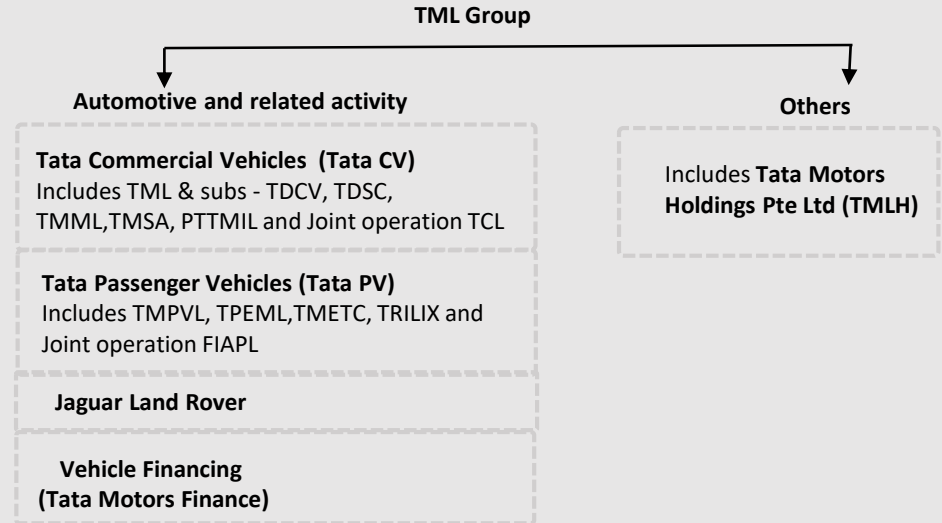 TML Group
Automotive and related activity
Tata Commercial Vehicles (Tata CV)
Includes TML & subs - TDCV, TDSC,
TMML,TMSA, PTTMIL and Joint operation TCL
Tata Passenger Vehicles (Tata PV)
Includes TMPVL, TPEML,TMETC, TRILIX and
Joint operation FIAPL
Jaguar Land Rover
Vehicle Financing
(Tata Motors Finance)
Others
Includes Tata Motors
Holdings Pte Ltd (TMLH)